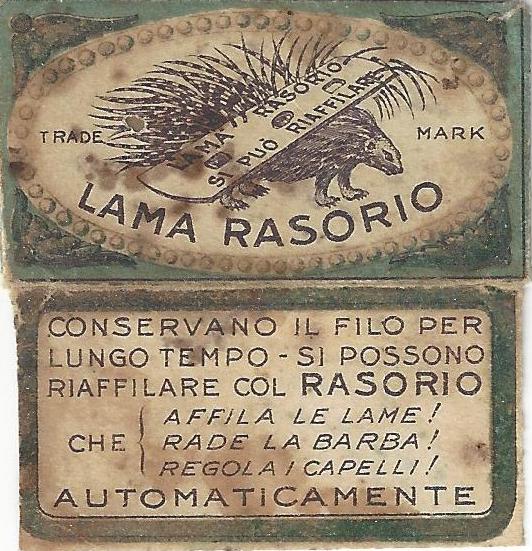 LAMA RASORIO
SI PUÒ RIAFFILARE
TRADE MARK
LAMA RASORIO
CONSERVANO IL FILO PER
LUNGO TEMPO - SI POSSONO
RIAFFILARE COL RASORIO
CHE { AFFILA LE LAME!
RADE LA BARBA!
REGOLA I CAPELLI!
AUTOMATICAMENTE